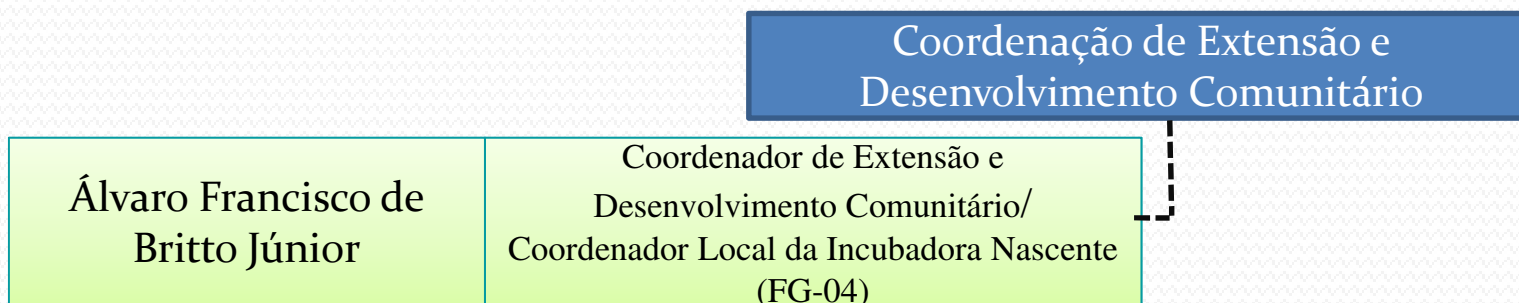 Coordenação de Extensão e
Desenvolvimento Comunitário
Álvaro Francisco de
Britto Júnior
Coordenador de Extensão e
Desenvolvimento Comunitário/
Coordenador Local da Incubadora Nascente
(FG-04)